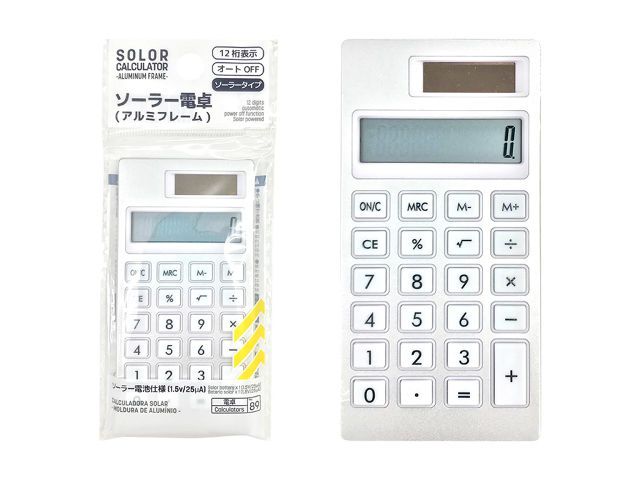 SOLOR
CALCULATOR
-ALUMINUM FRAME-
12桁表示
オートOFF
ソーラータイプ
ソーラー電卓
(アルミフレーム)
12 digits
automatic
power off function
Solar powered
0.
ON/C MRC M- M
CE % √ ÷
7 8 9 ×
4 5 6 −
1 2 3
ソーラー電池仕様 (1.5v/25μA)
CALCULADORA SOLAR
- MOLDURA DE ALUMÍNIO -
電卓
Calculators
89
0.
ON/C MRC M- M+
CE % √ ÷
7 8 9 ×
4 5 6 −
1 2 3 +
0 · =